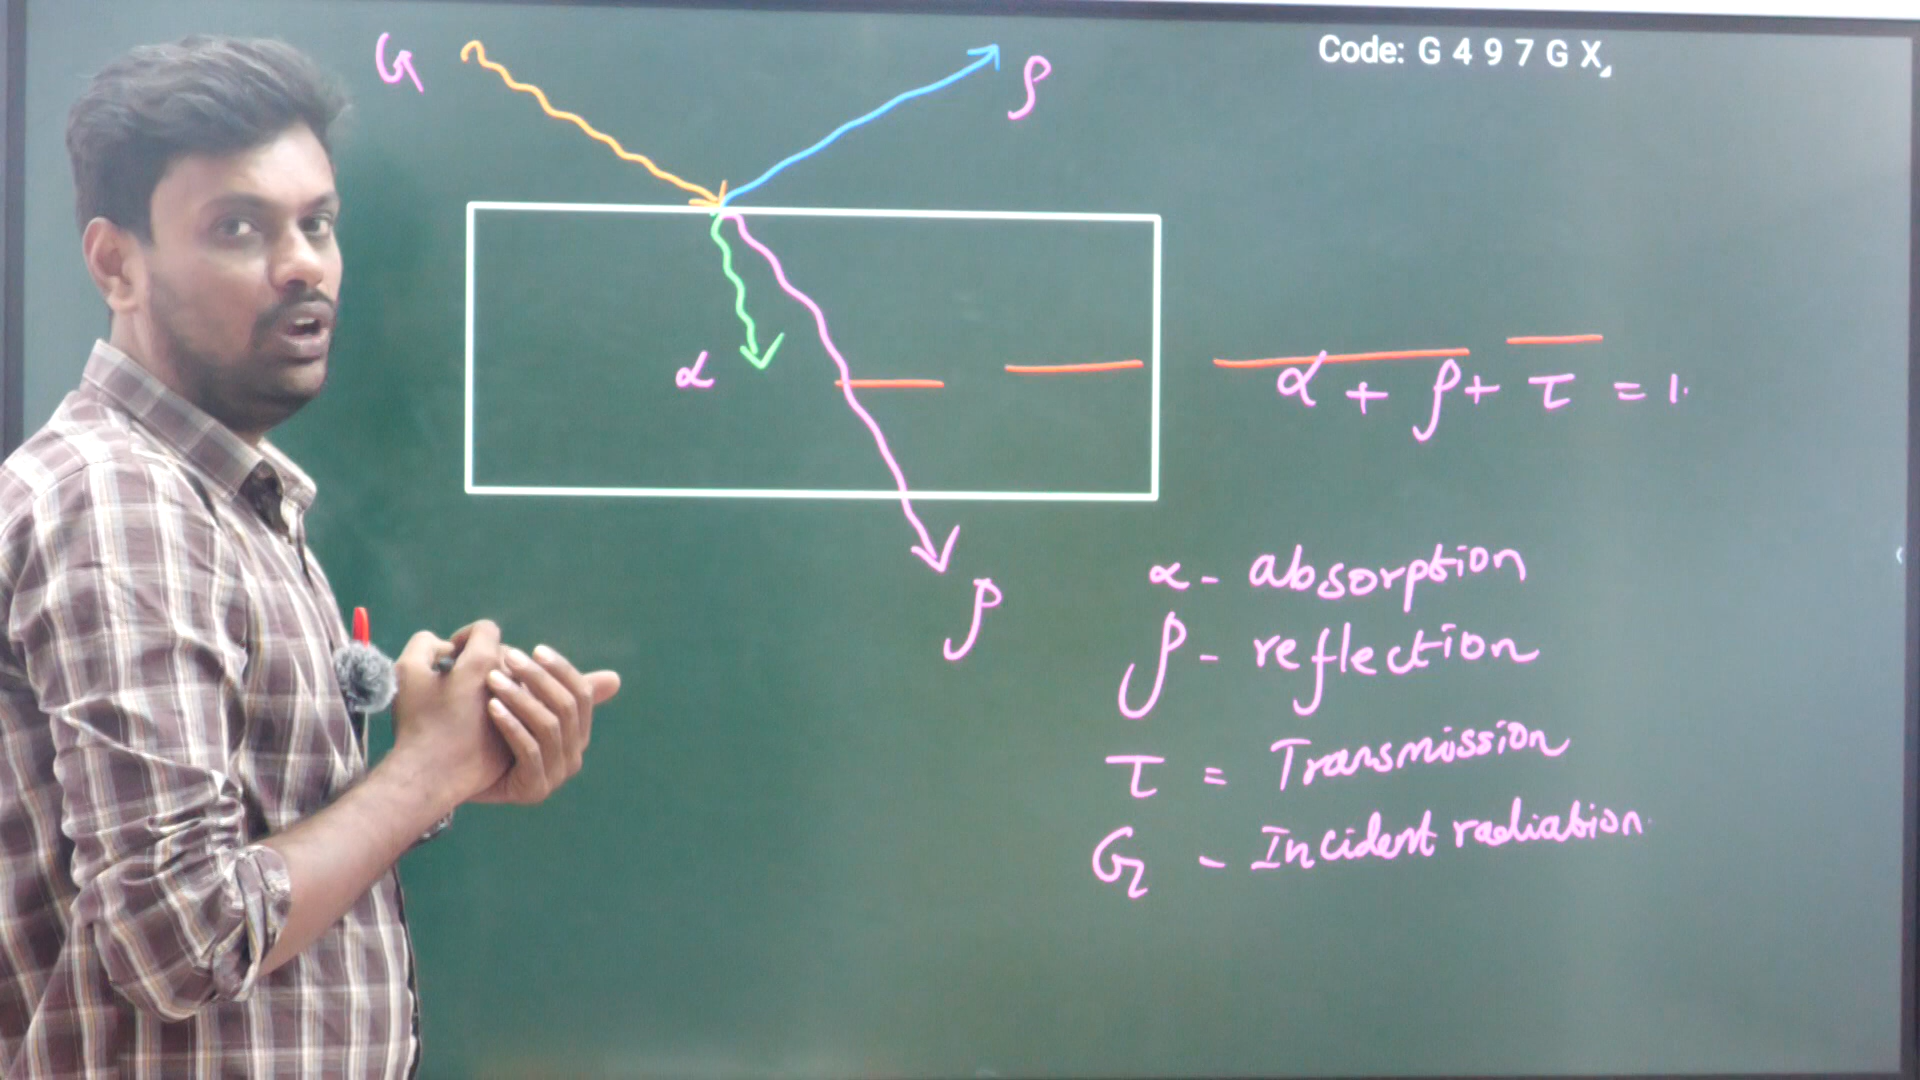 Code: G 4 9 7 G X
G
ρ
α
α + ρ + τ = 1.
ρ
α - absorption
ρ - reflection
τ = Transmission
G - Incident radiation.